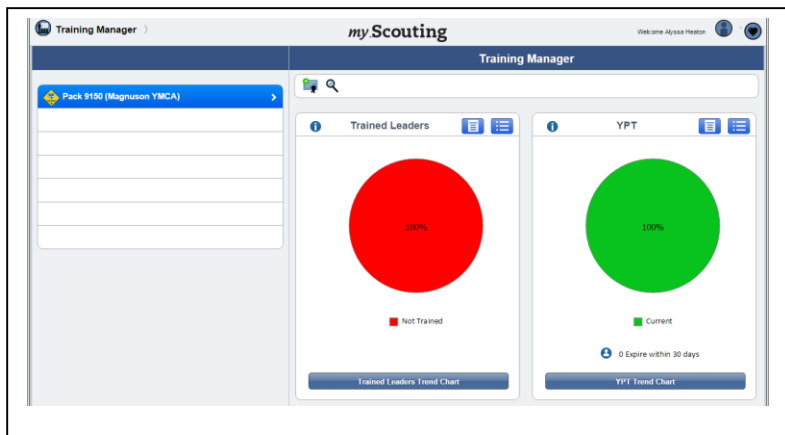 Training Manager
my.Scouting
Welcome Alyssa Heaton
Training Manager
Pack 9150 (Magnuson YMCA)
Trained Leaders
YPT
100%
100%
Not Trained
Current
0 Expire within 30 days
Trained Leaders Trend Chart
YPT Trend Chart